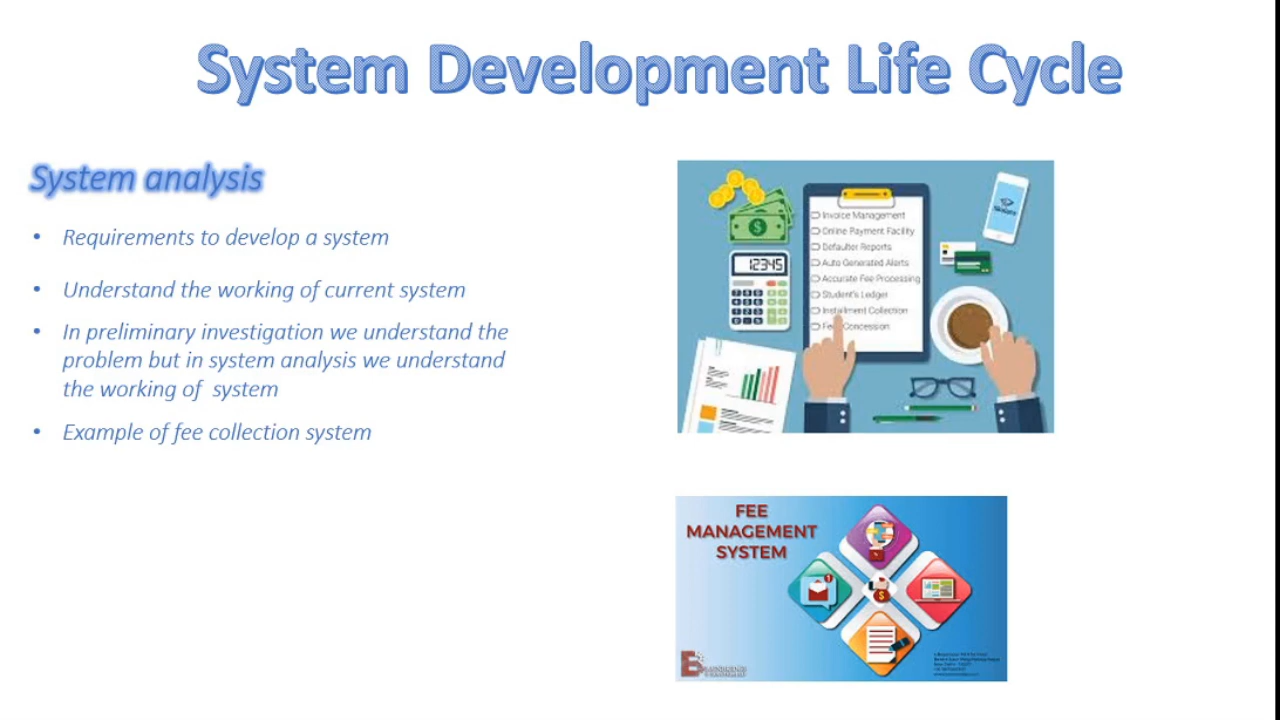 System Development Life Cycle
System analysis
• Requirements to develop a system
• Understand the working of current system
• In preliminary investigation we understand the
problem but in system analysis we understand
the working of system
• Example of fee collection system
12345
Invoice Management
Online Payment Facility
Defaulter Reports
Auto Generated Alerts
Accurate Fee Processing
Student's Ledger
Installment Collection
Concession
FEE
MANAGEMENT
SYSTEM
1